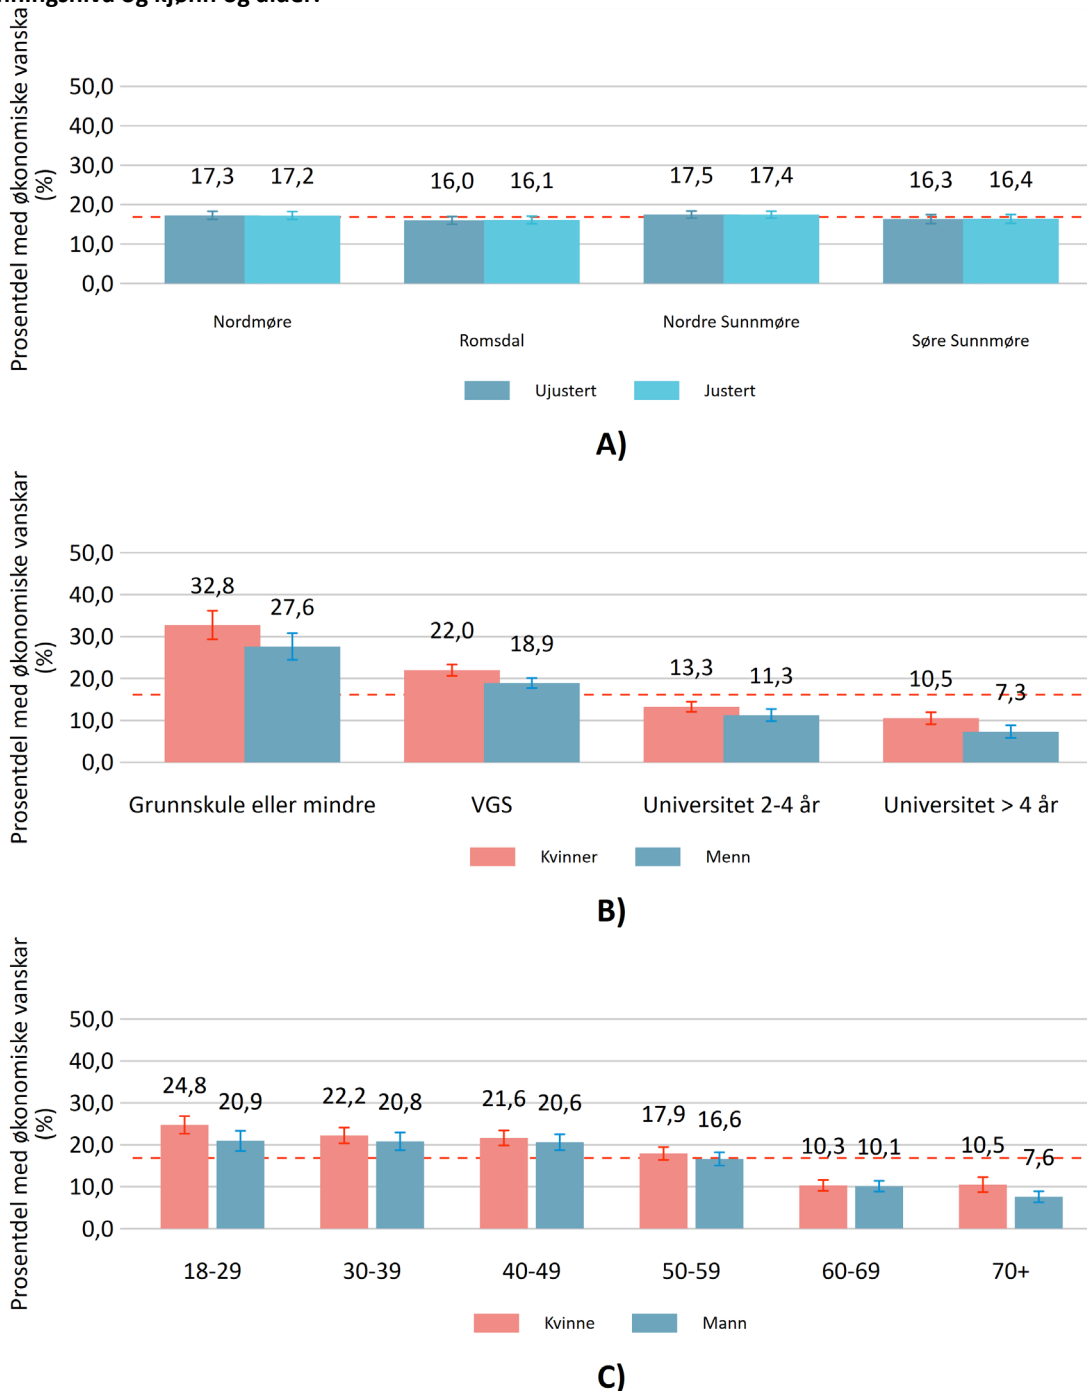 og kjønn og alder.
Prosentdel med økonomiske vanskar
(%)
50,0
40,0
30,0
20,0
10,0
0,0
17,3 17,2 16,0 16,1 17,5 17,4 16,3 16,4
Nordmøre Romsdal Nordre Sunnmøre Søre Sunnmøre
Ujustert Justert
A)
Prosentdel med økonomiske vanskar
(%)
50,0
40,0
30,0
20,0
10,0
0,0
32,8 27,6 22,0 18,9 13,3 11,3 10,5 7,3
Grunnskule eller mindre VGS Universitet 2-4 år Universitet > 4 år
Kvinner Menn
B)
Prosentdel med økonomiske vanskar
(%)
50,0
40,0
30,0
20,0
10,0
0,0
24,8 20,9 22,2 20,8 21,6 20,6 17,9 16,6 10,3 10,1 10,5 7,6
18-29 30-39 40-49 50-59 60-69 70+
Kvinne Mann
C)